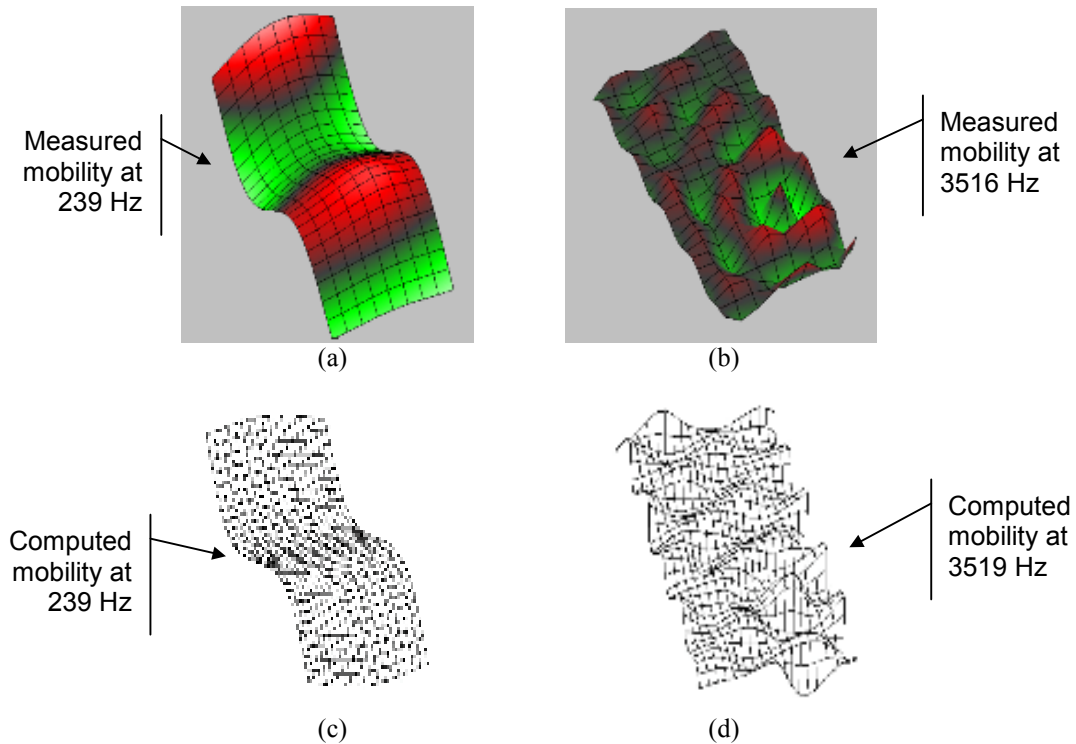 Measured
mobility at
239 Hz
Measured
mobility at
3516 Hz
(a)
(b)
Computed
mobility at
239 Hz
Computed
mobility at
3519 Hz
(c)
(d)